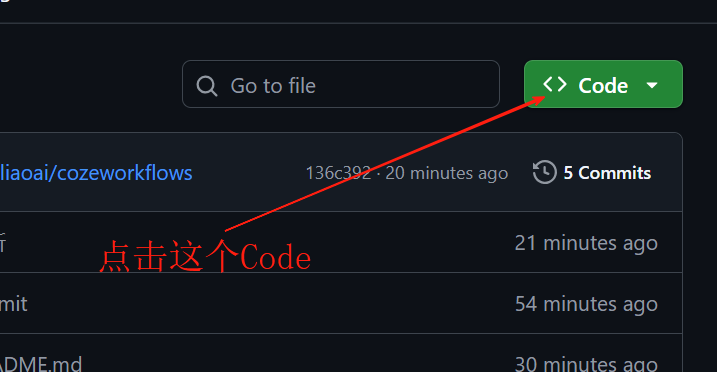 Go to file
Code
liaoai/cozeworkflows 136c392 · 20 minutes ago 5 Commits
点击这个Code
21 minutes ago
mit 54 minutes ago
ADME.md 30 minutes ago